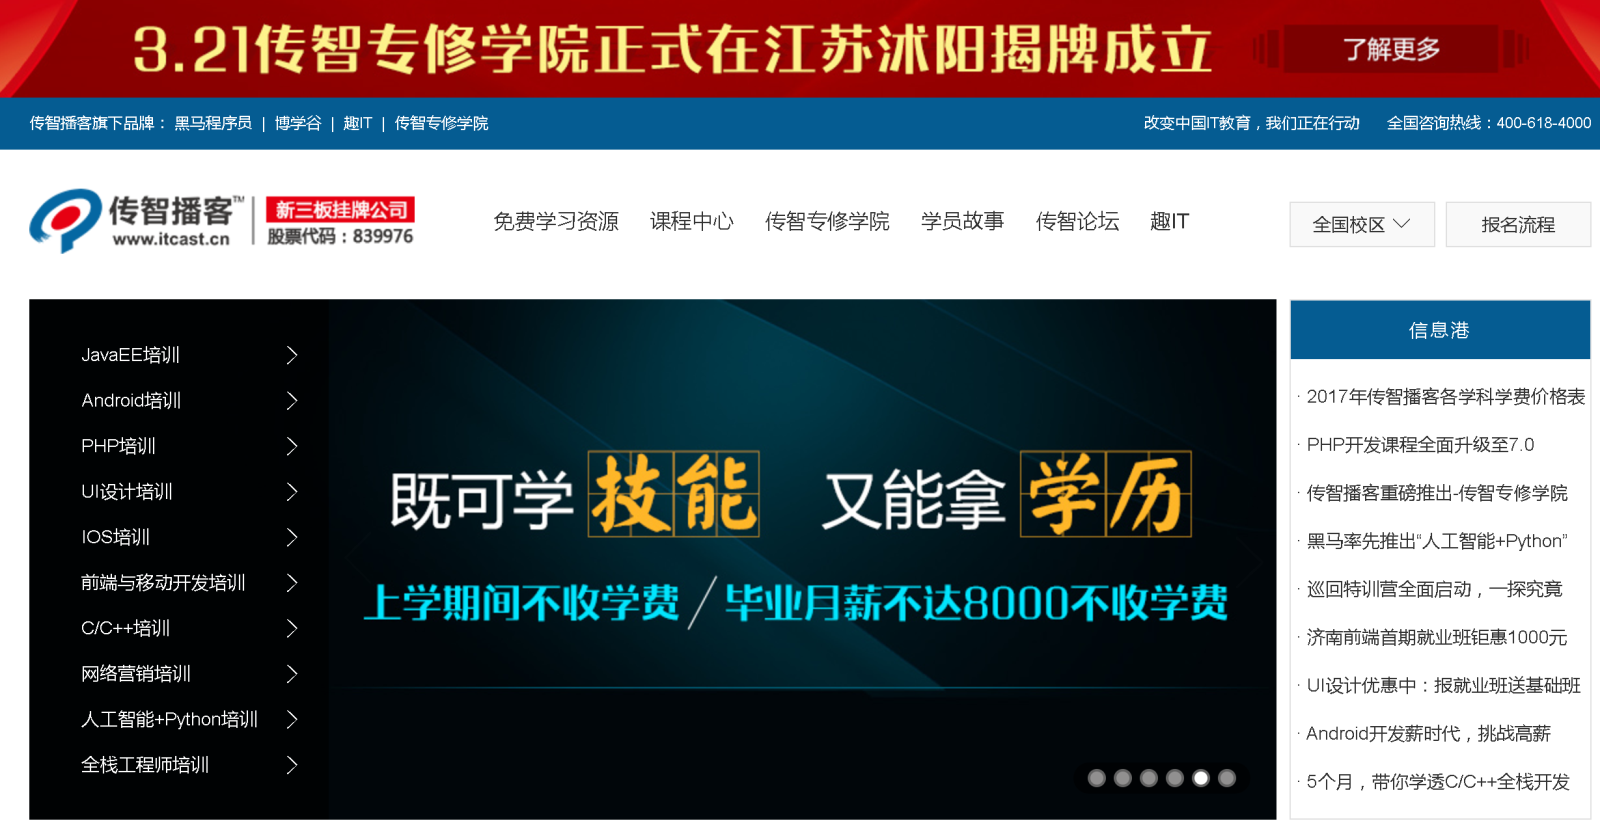 3.21传智专修学院正式在江苏沭阳揭牌成立
了解更多
传智播客旗下品牌： 黑马程序员 | 博学谷 | 趣IT | 传智专修学院
改变中国IT教育，我们正在行动 全国咨询热线：400-618-4000
传智播客™
www.itcast.cn
新三板挂牌公司
股票代码：839976
免费学习资源 课程中心 传智专修学院 学员故事 传智论坛 趣IT
全国校区
报名流程
JavaEE培训
Android培训
PHP培训
UI设计培训
IOS培训
前端与移动开发培训
C/C++培训
网络营销培训
人工智能+Python培训
全栈工程师培训
既可学技能 又能拿学历
上学期间不收学费/毕业月薪不达8000不收学费
信息港
· 2017年传智播客各学科学费价格表
· PHP开发课程全面升级至7.0
· 传智播客重磅推出-传智专修学院
· 黑马率先推出“人工智能+Python”
· 巡回特训营全面启动，一探究竟
· 济南前端首期就业班钜惠1000元
· UI设计优惠中：报就业班送基础班
· Android开发薪时代，挑战高薪
· 5个月，带你学透C/C++全栈开发